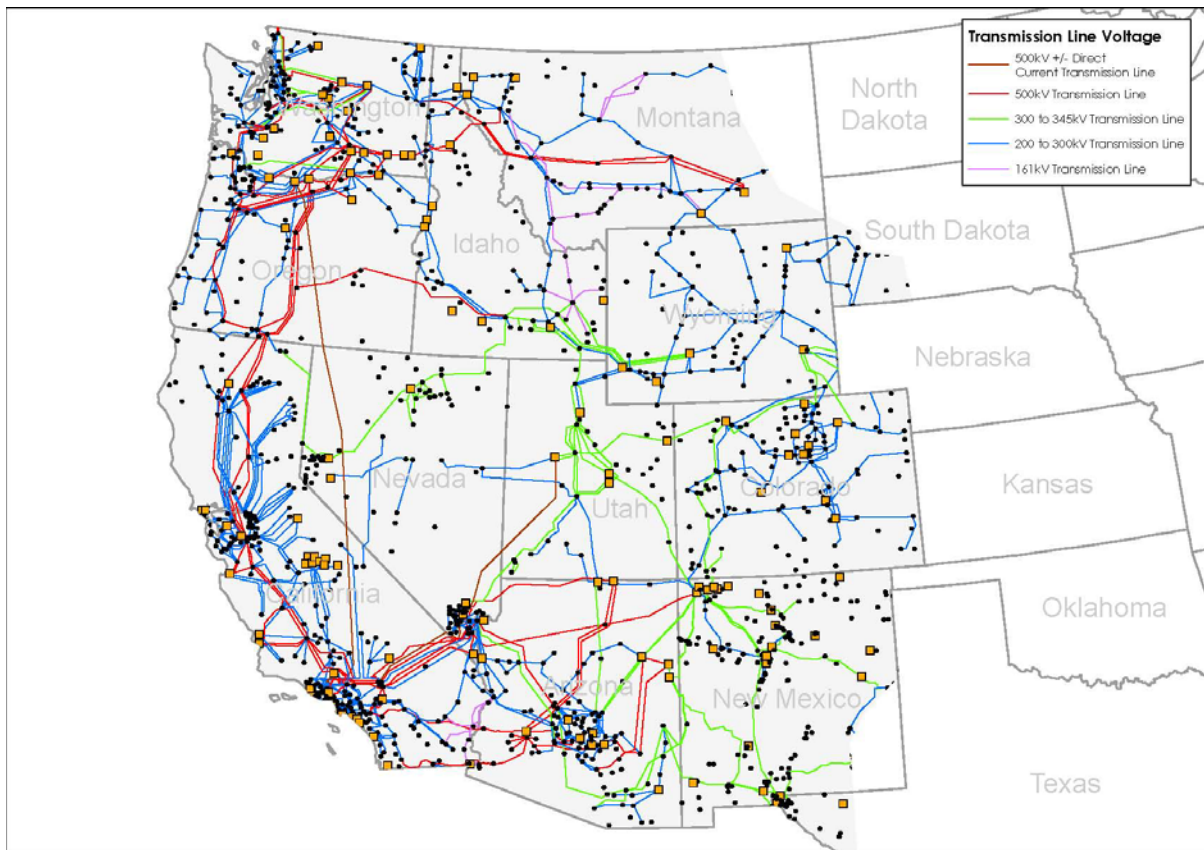 Transmission Line Voltage
500kV +/- Direct
Current Transmission Line
500kV Transmission Line
300 to 345kV Transmission Line
200 to 300kV Transmission Line
161kV Transmission Line
Washington
Montana
North
Dakota
Oregon
Idaho
South Dakota
Wyoming
Nebraska
Nevada
Utah
Colorado
Kansas
California
Arizona
New Mexico
Oklahoma
Texas